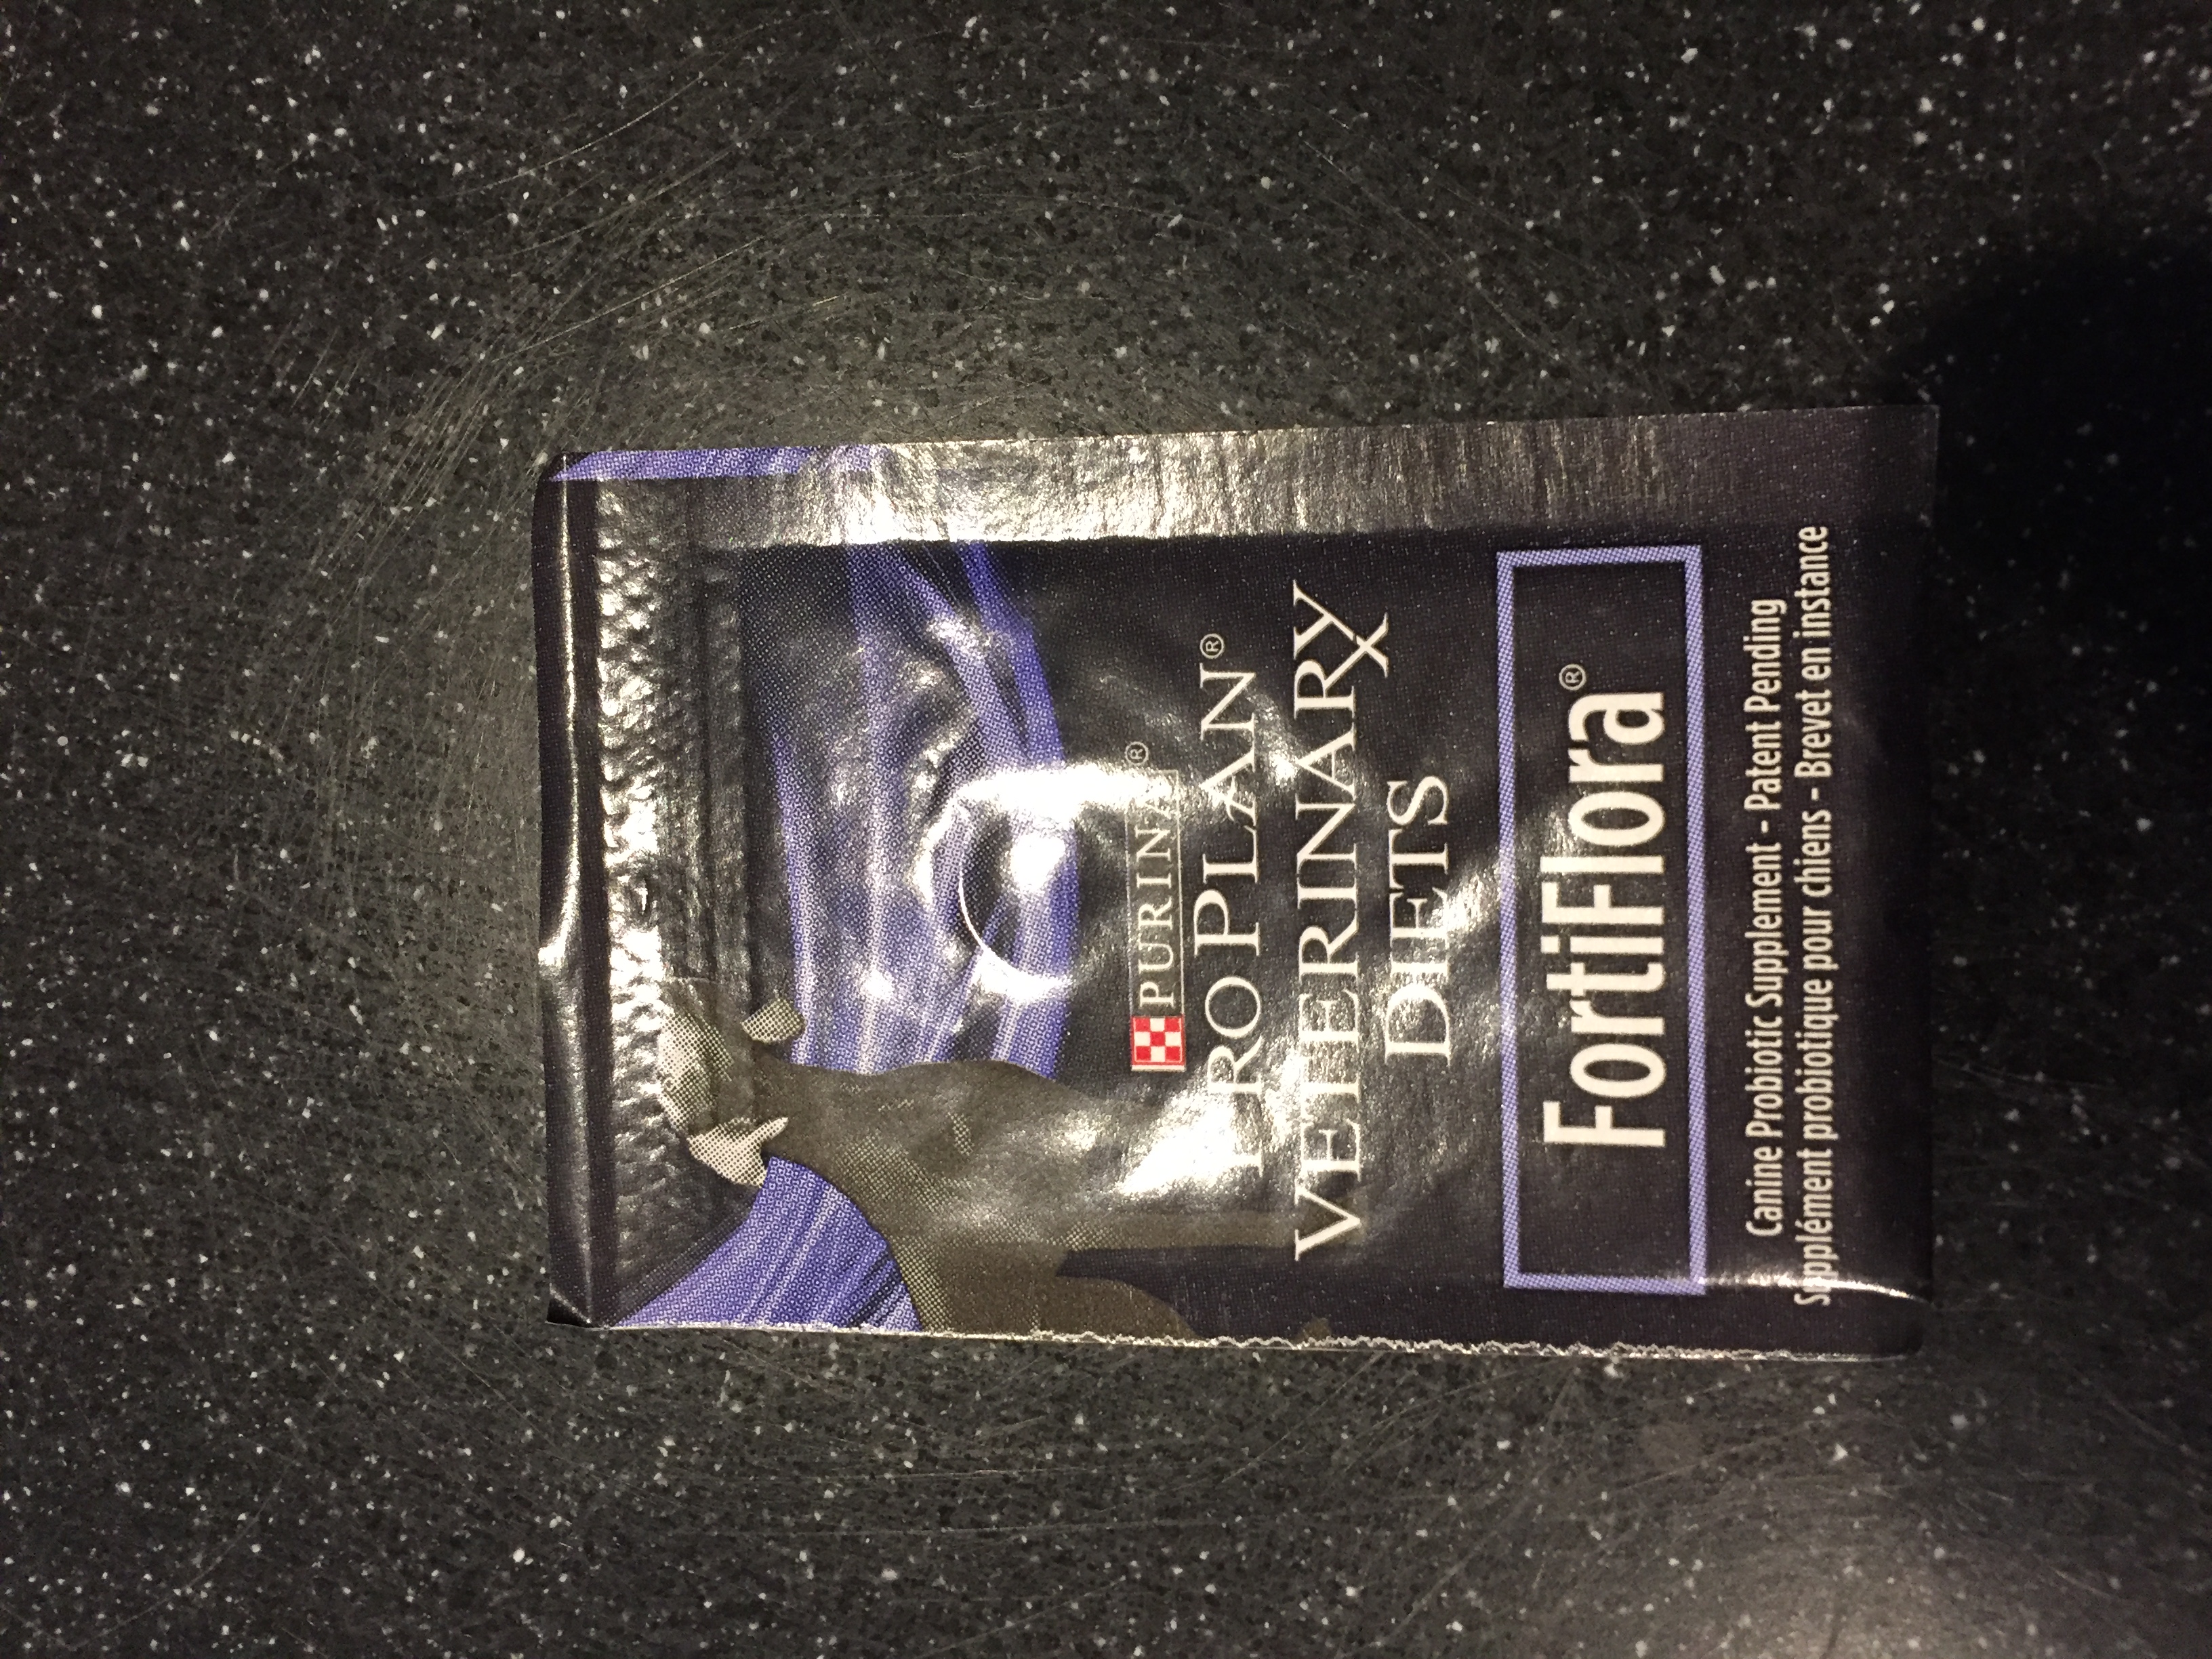 PURINA®
PRO PLAN®
VETERINARY
DIETS
FortiFlora®
Canine Probiotic Supplement - Patent Pending
Supplément probiotique pour chiens - Brevet en instance